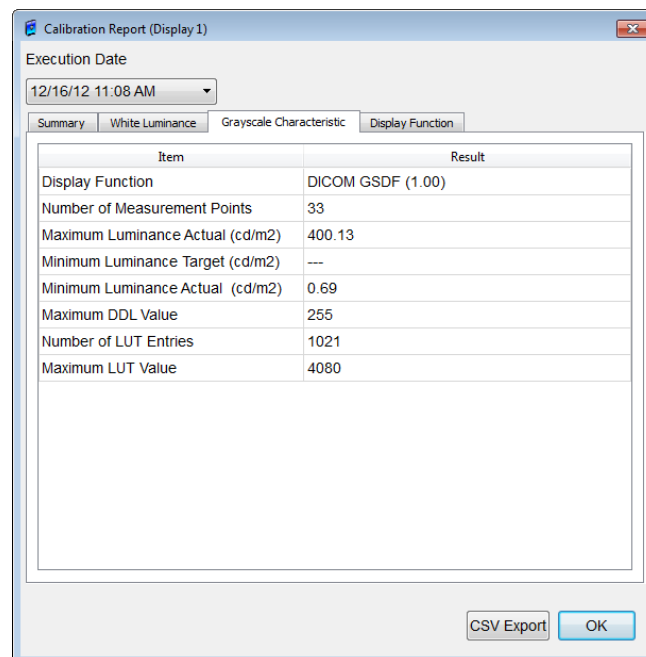 Calibration Report (Display 1)
Execution Date
12/16/12 11:08 AM
Summary White Luminance Grayscale Characteristic Display Function
Item Result
Display Function DICOM GSDF (1.00)
Number of Measurement Points 33
Maximum Luminance Actual (cd/m2) 400.13
Minimum Luminance Target (cd/m2) ---
Minimum Luminance Actual (cd/m2) 0.69
Maximum DDL Value 255
Number of LUT Entries 1021
Maximum LUT Value 4080
CSV Export OK